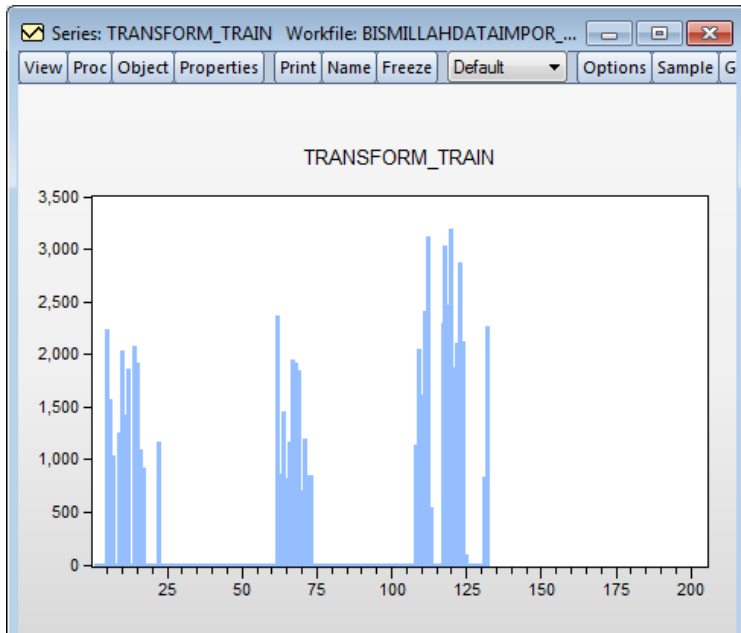 Series: TRANSFORM_TRAIN Workfile: BISMILLAHDATAIMPOR_...
View Proc Object Properties Print Name Freeze Default Options Sample G
TRANSFORM_TRAIN
3,500
3,000
2,500
2,000
1,500
1,000
500
0
25 50 75 100 125 150 175 200